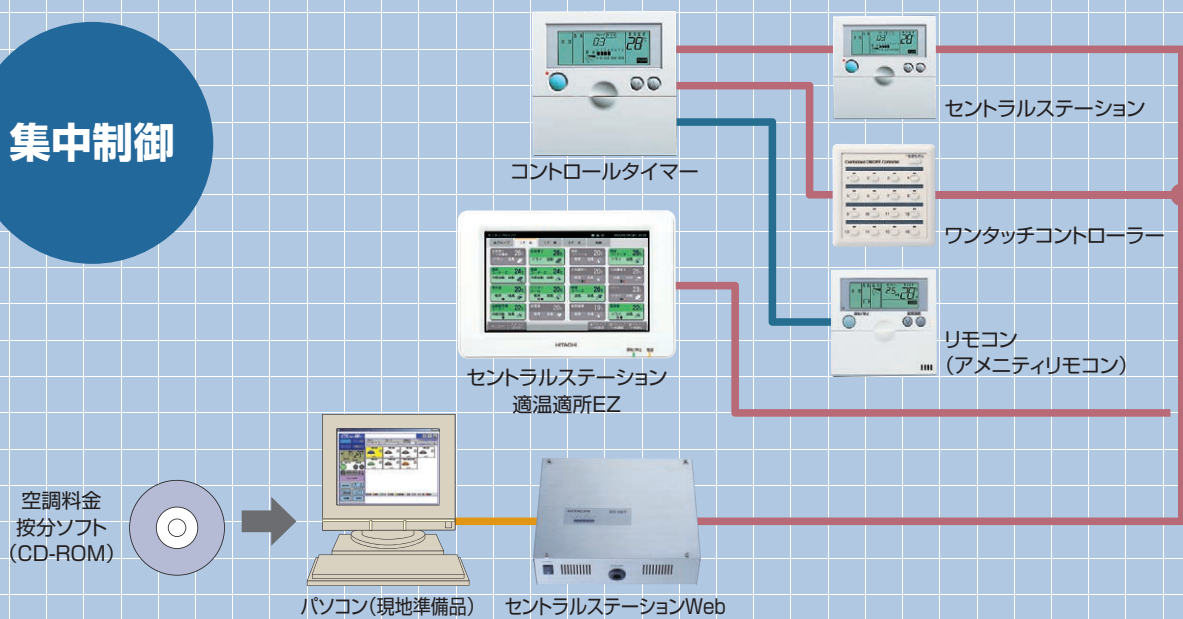 集中制御
コントロールタイマー
セントラルステーション
ワンタッチコントローラー
リモコン
(アメニティリモコン)
HITACHI
セントラルステーション
適温適所EZ
空調料金
按分ソフト
(CD-ROM)
パソコン(現地準備品)
セントラルステーションWeb